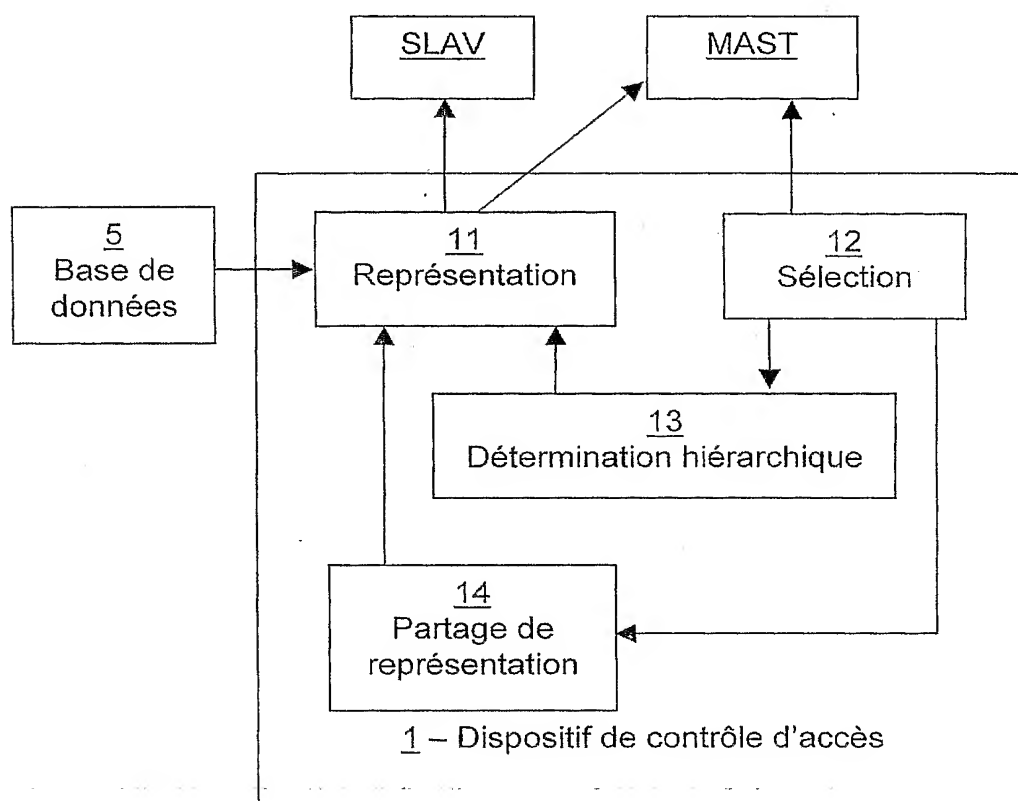 SLAV
MAST
5
Base de
données
11
Représentation
12
Sélection
13
Détermination hiérarchique
14
Partage de
représentation
1 – Dispositif de contrôle d'accès